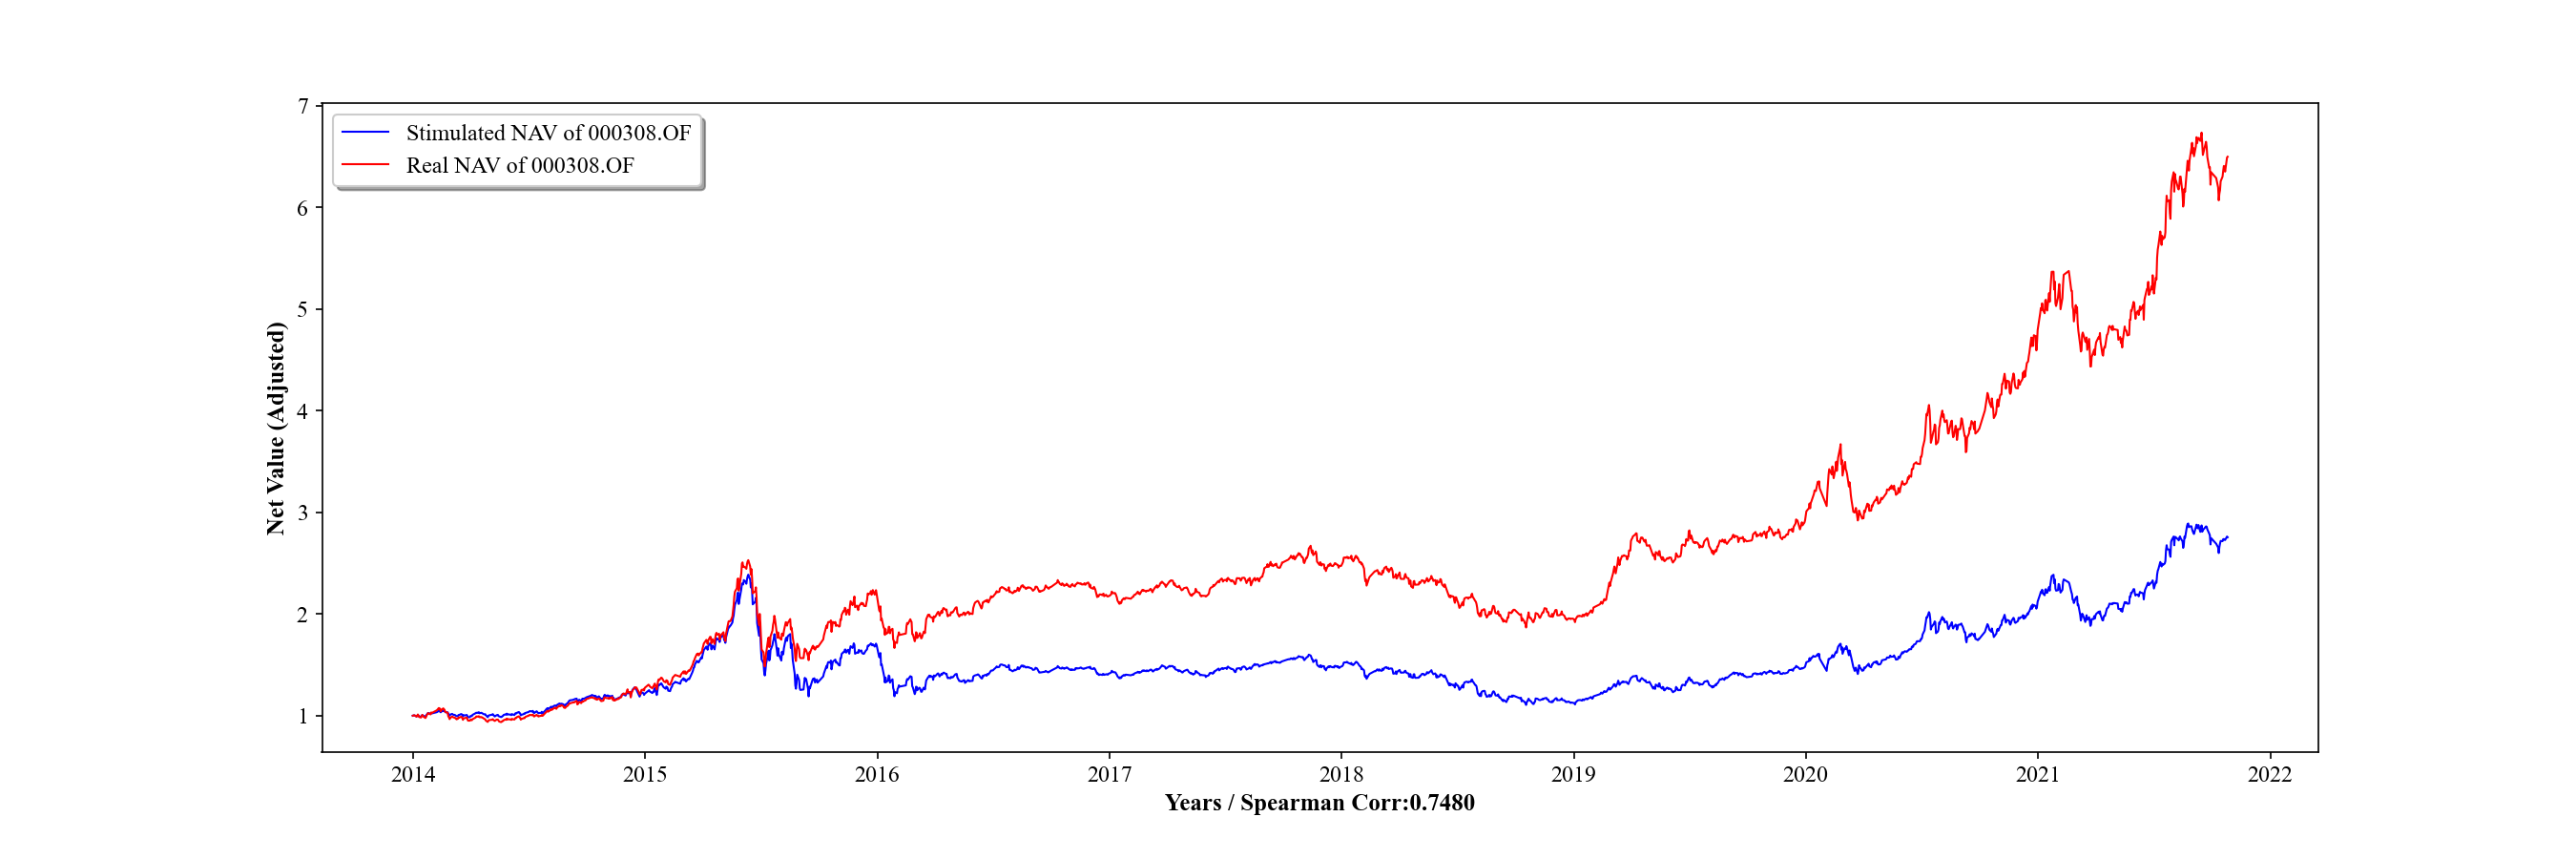 7
6
5
4
3
2
1
Net Value (Adjusted)
Stimulated NAV of 000308.OF
Real NAV of 000308.OF
2014 2015 2016 2017 2018 2019 2020 2021 2022
Years / Spearman Corr:0.7480